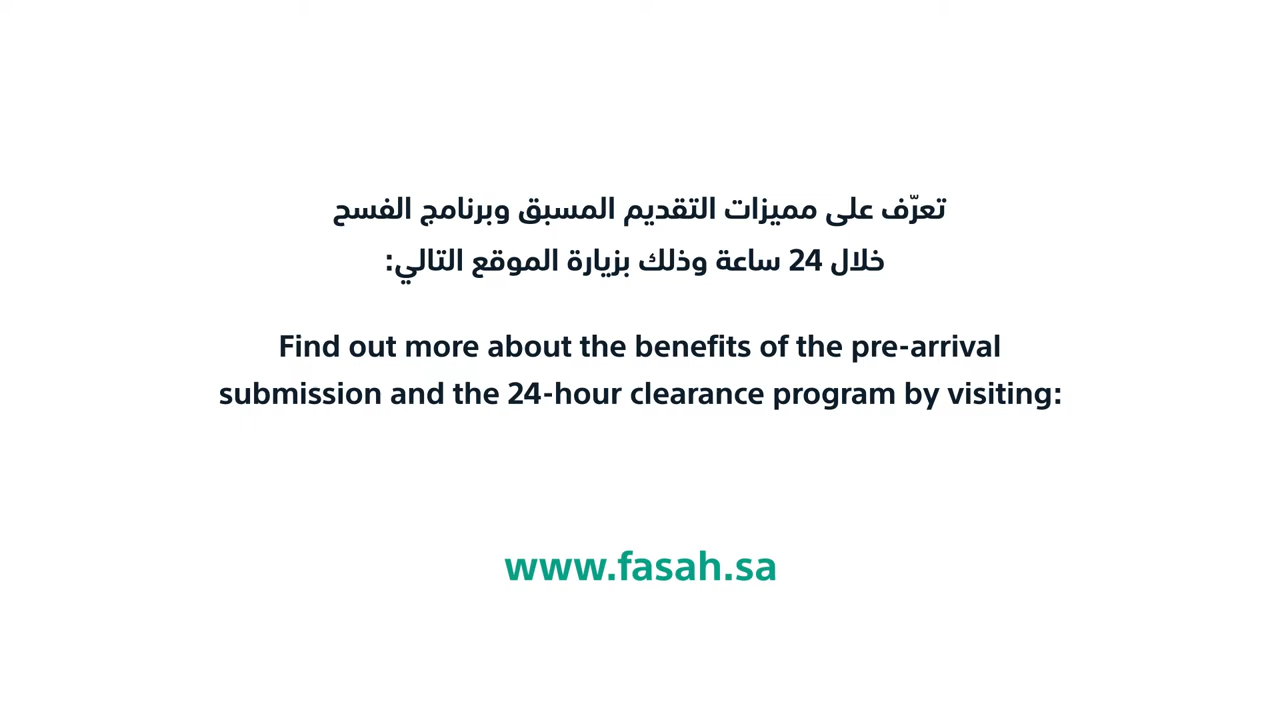 تعرّف على مميزات التقديم المسبق وبرنامج الفسح
خلال 24 ساعة وذلك بزيارة الموقع التالي:
Find out more about the benefits of the pre-arrival
submission and the 24-hour clearance program by visiting:
www.fasah.sa